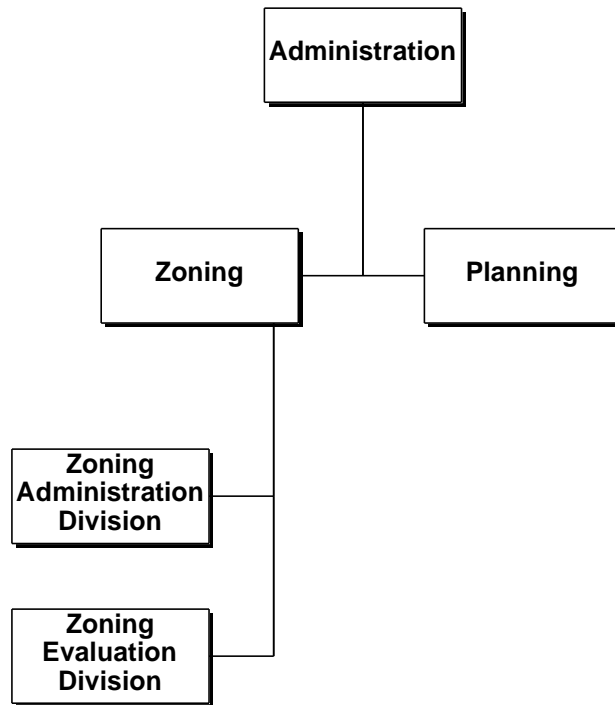 Administration
Zoning
Planning
Zoning
Administration
Division
Zoning
Evaluation
Division